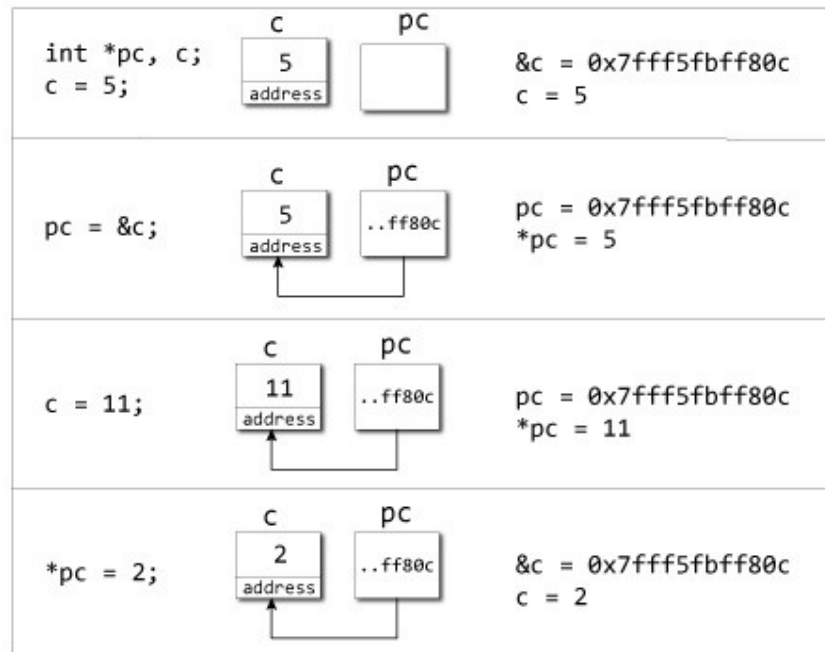 c pc
int *pc, c;
c = 5;
5
address
&c = 0x7fff5fbff80c
c = 5
c pc
pc = &c;
5
address
..ff80c
pc = 0x7fff5fbff80c
*pc = 5
c pc
c = 11;
11
address
..ff80c
pc = 0x7fff5fbff80c
*pc = 11
c pc
*pc = 2;
2
address
..ff80c
&c = 0x7fff5fbff80c
c = 2